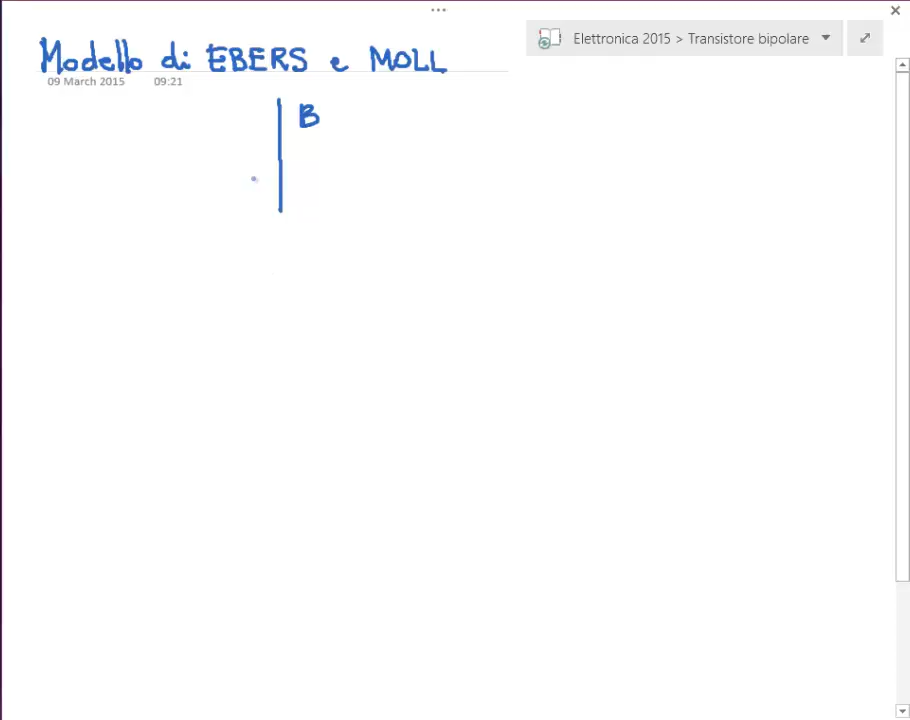 Elettronica 2015 > Transistore bipolare
Modello di EBERS e MOLL
09 March 2015 09:21
B